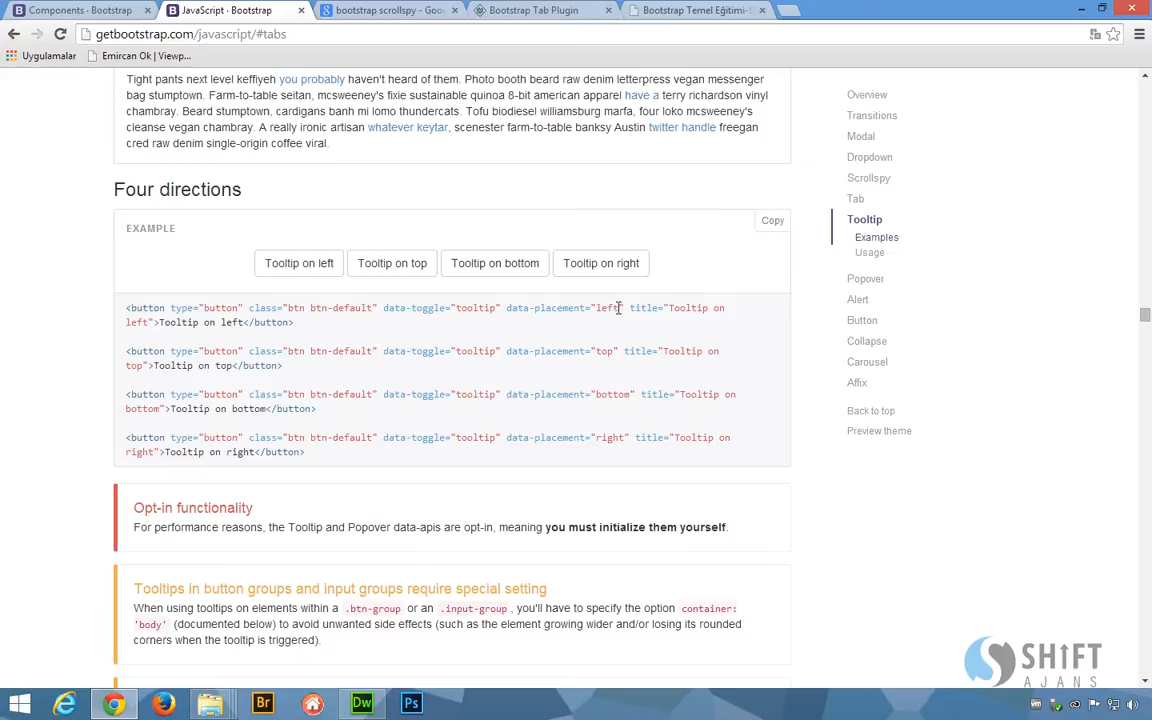 Components · Bootstrap
JavaScript · Bootstrap
bootstrap scrollspy - Goo
Bootstrap Tab Plugin
Bootstrap Temel Eğitimi-
getbootstrap.com/javascript/#tabs
Uygulamalar
Emircan Ok | Viewp...
Tight pants next level keffiyeh you probably haven't heard of them. Photo booth beard raw denim letterpress vegan messenger
bag stumptown. Farm-to-table seitan, mcsweeney's fixie sustainable quinoa 8-bit american apparel have a terry richardson vinyl
chambray. Beard stumptown, cardigans banh mi lomo thundercats. Tofu biodiesel williamsburg marfa, four loko mcsweeney's
cleanse vegan chambray. A really ironic artisan whatever keytar, scenester farm-to-table banksy Austin twitter handle freegan
cred raw denim single-origin coffee viral.
Four directions
EXAMPLE
Copy
Tooltip on left
Tooltip on top
Tooltip on bottom
Tooltip on right
<button type="button" class="btn btn-default" data-toggle="tooltip" data-placement="left" title="Tooltip on
left">Tooltip on left</button>
<button type="button" class="btn btn-default" data-toggle="tooltip" data-placement="top" title="Tooltip on
top">Tooltip on top</button>
<button type="button" class="btn btn-default" data-toggle="tooltip" data-placement="bottom" title="Tooltip on
bottom">Tooltip on bottom</button>
<button type="button" class="btn btn-default" data-toggle="tooltip" data-placement="right" title="Tooltip on
right">Tooltip on right</button>
Opt-in functionality
For performance reasons, the Tooltip and Popover data-apis are opt-in, meaning you must initialize them yourself.
Tooltips in button groups and input groups require special setting
When using tooltips on elements within a .btn-group or an .input-group, you'll have to specify the option container:
'body' (documented below) to avoid unwanted side effects (such as the element growing wider and/or losing its rounded
corners when the tooltip is triggered).
Overview
Transitions
Modal
Dropdown
Scrollspy
Tab
Tooltip
Examples
Usage
Popover
Alert
Button
Collapse
Carousel
Affix
Back to top
Preview theme
SHiFT
AJANS
Br
Dw
Ps